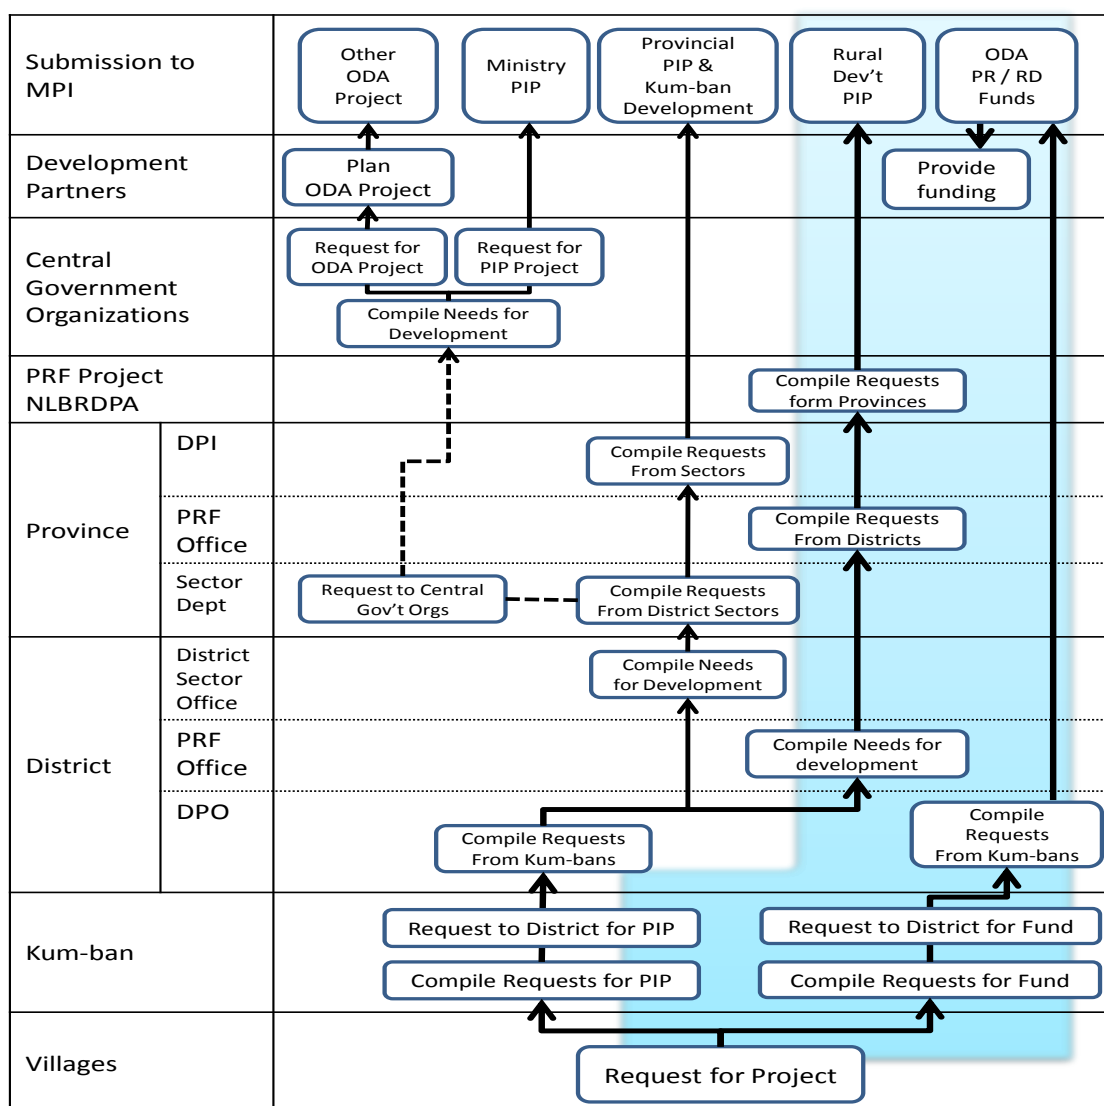 Submission to
MPI
Other
ODA
Project
Ministry
PIP
Provincial
PIP &
Kum-ban
Development
Rural
Dev't
PIP
ODA
PR / RD
Funds
Development
Partners
Plan
ODA Project
Provide
funding
Central
Government
Organizations
Request for
ODA Project
Request for
PIP Project
Compile Needs for
Development
PRF Project
NLBRDPA
Compile Requests
form Provinces
Province
DPI
Compile Requests
From Sectors
PRF
Office
Compile Requests
From Districts
Sector
Dept
Request to Central
Gov't Orgs
Compile Requests
From District Sectors
District
District
Sector
Office
Compile Needs
for Development
PRF
Office
Compile Needs for
development
DPO
Compile Requests
From Kum-bans
Compile
Requests
From Kum-bans
Kum-ban
Request to District for PIP
Request to District for Fund
Compile Requests for PIP
Compile Requests for Fund
Villages
Request for Project